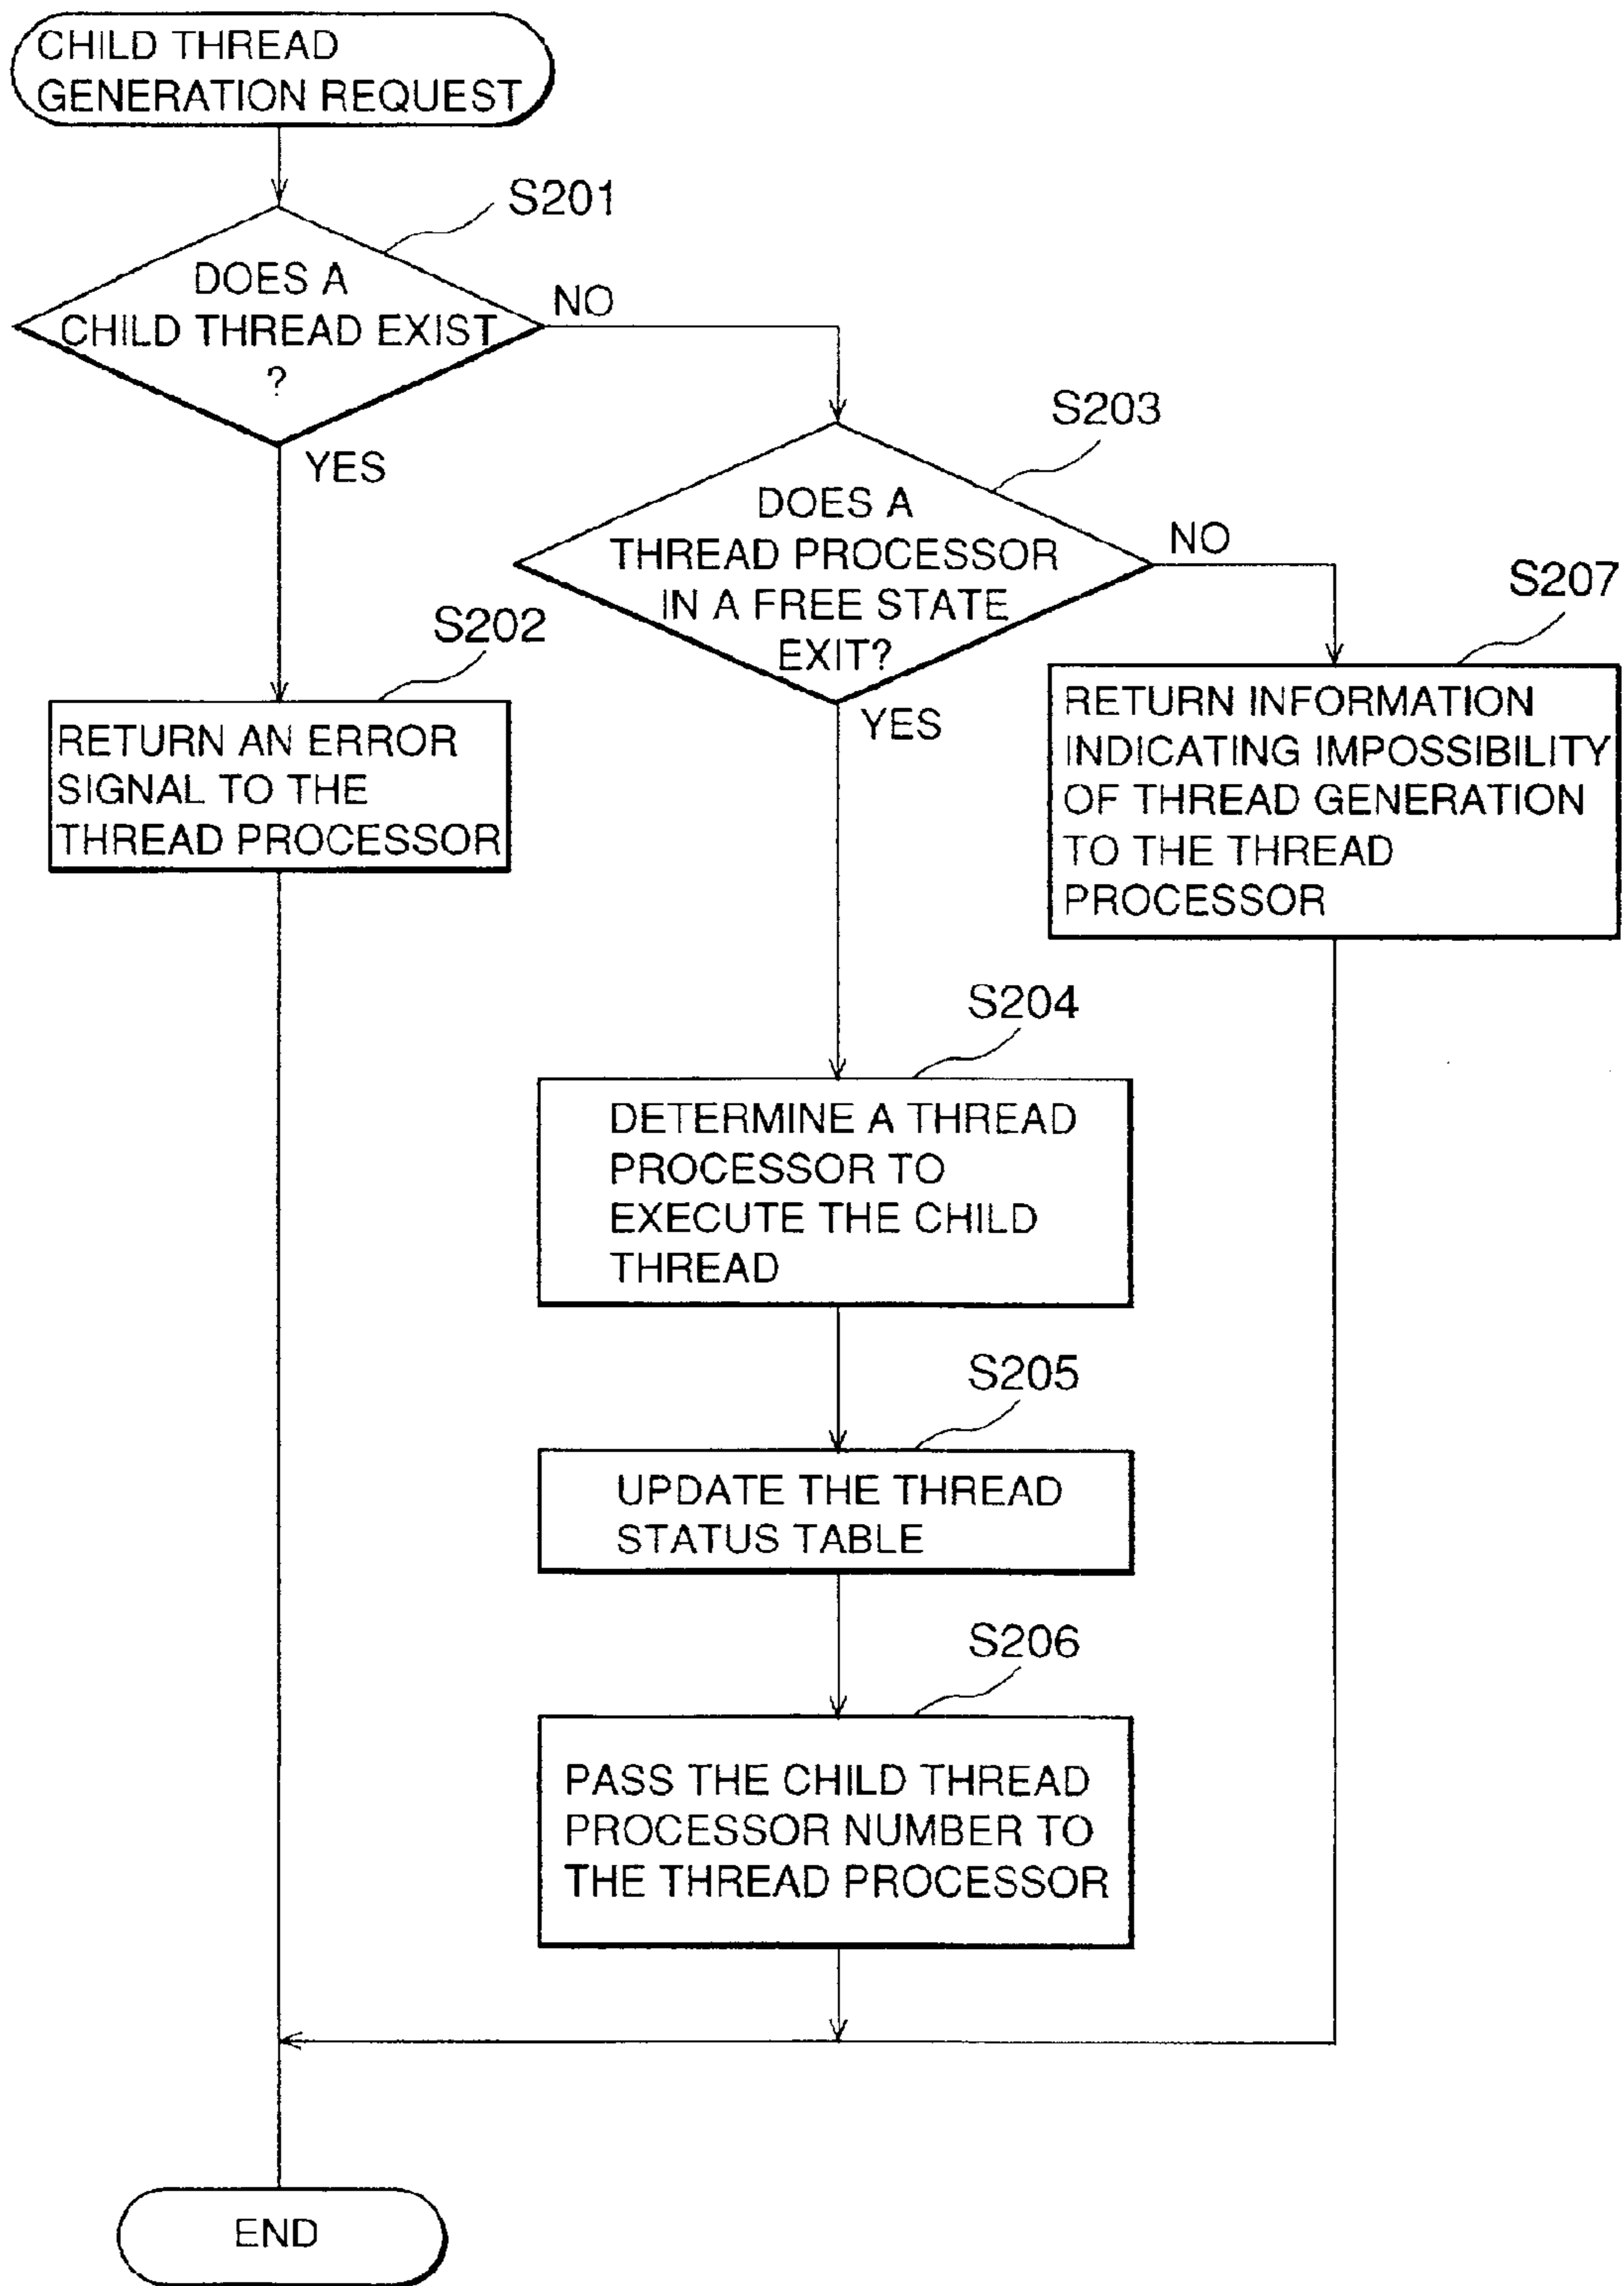 CHILD THREAD
GENERATION REQUEST
S201
DOES A
CHILD THREAD EXIST
?
NO
YES
S203
DOES A
THREAD PROCESSOR
IN A FREE STATE
EXIT?
NO
YES
S202
RETURN AN ERROR
SIGNAL TO THE
THREAD PROCESSOR
S207
RETURN INFORMATION
INDICATING IMPOSSIBILITY
OF THREAD GENERATION
TO THE THREAD
PROCESSOR
S204
DETERMINE A THREAD
PROCESSOR TO
EXECUTE THE CHILD
THREAD
S205
UPDATE THE THREAD
STATUS TABLE
S206
PASS THE CHILD THREAD
PROCESSOR NUMBER TO
THE THREAD PROCESSOR
END